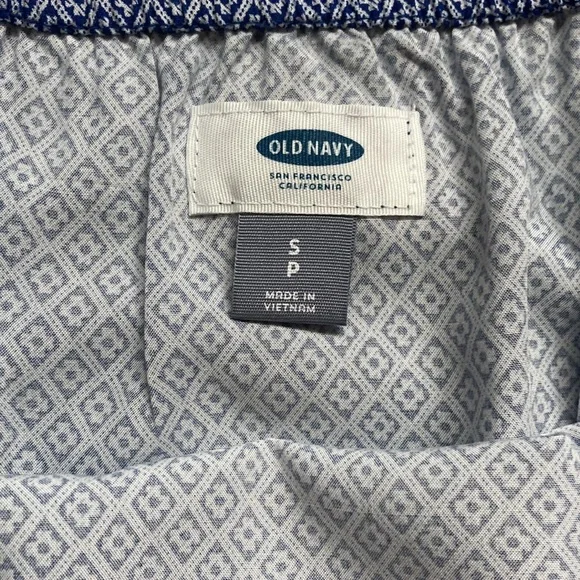 OLD NAVY
SAN FRANCISCO
CALIFORNIA
S
P
MADE IN
VIETNAM